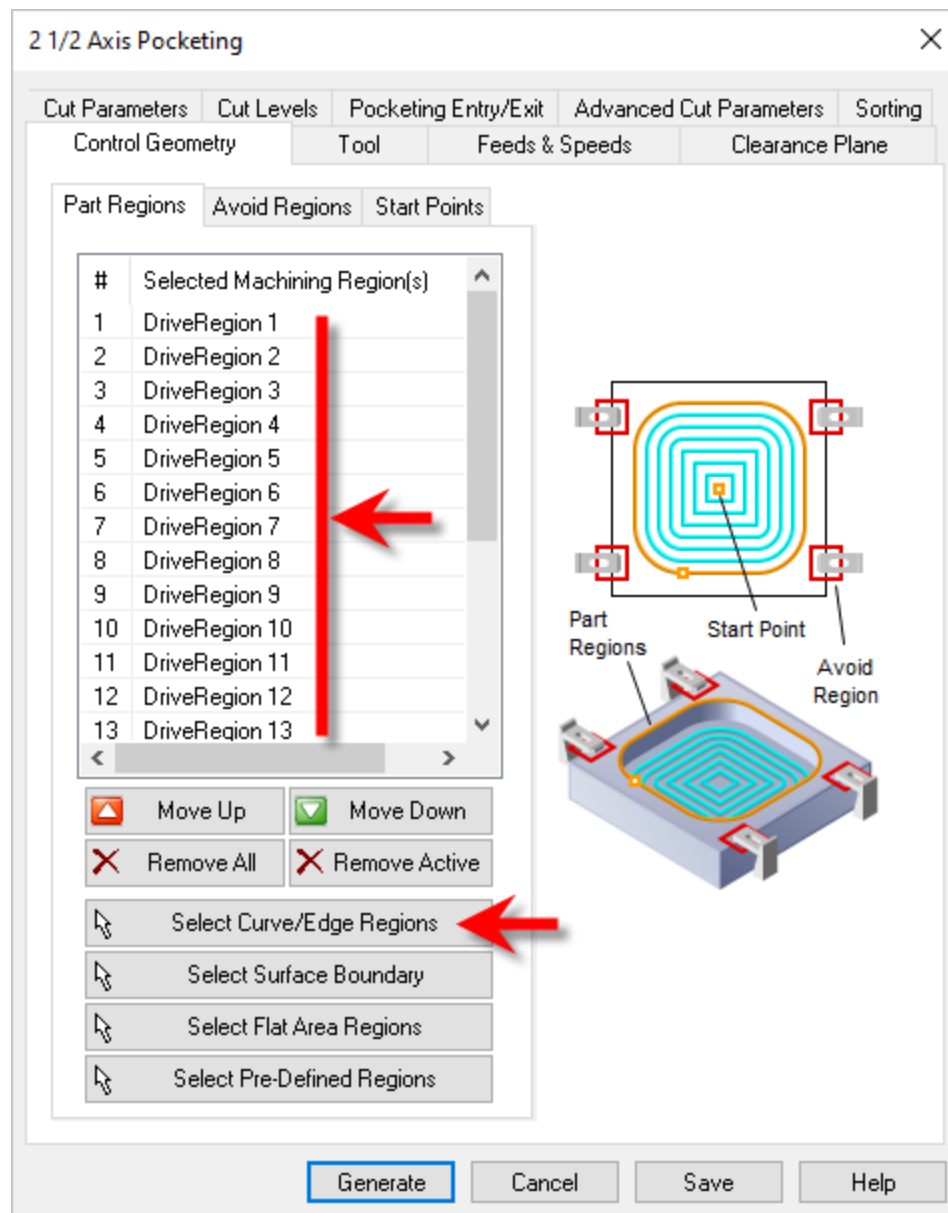 2 1/2 Axis Pocketing
Cut Parameters Cut Levels Pocketing Entry/Exit Advanced Cut Parameters Sorting
Control Geometry Tool Feeds & Speeds Clearance Plane
Part Regions Avoid Regions Start Points
# Selected Machining Region(s)
1 DriveRegion 1
2 DriveRegion 2
3 DriveRegion 3
4 DriveRegion 4
5 DriveRegion 5
6 DriveRegion 6
7 DriveRegion 7
8 DriveRegion 8
9 DriveRegion 9
10 DriveRegion 10
11 DriveRegion 11
12 DriveRegion 12
13 DriveRegion 13
Part
Regions
Start Point
Avoid
Region
Move Up Move Down
Remove All Remove Active
Select Curve/Edge Regions
Select Surface Boundary
Select Flat Area Regions
Select Pre-Defined Regions
Generate Cancel Save Help